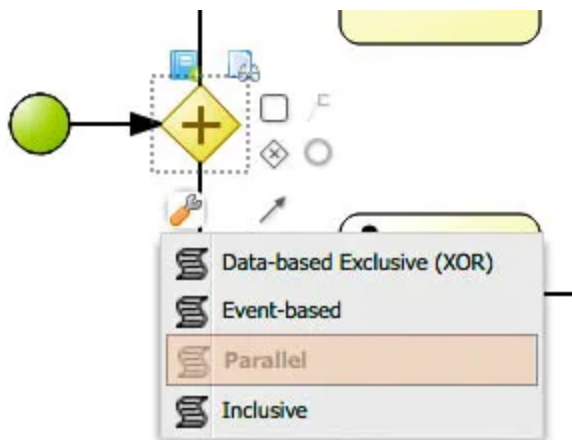 Data-based Exclusive (XOR)
Event-based
Parallel
Inclusive